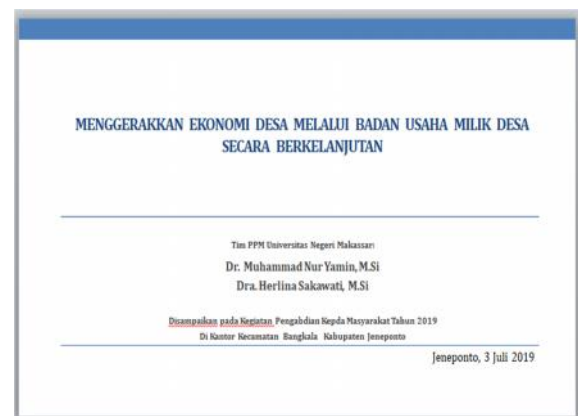 MENGGERAKKAN EKONOMI DESA MELALUI BADAN USAHA MILIK DESA
SECARA BERKELANJUTAN
Tim PPM Universitas Negeri Makassar:
Dr. Muhammad Nur Yamin, M.Si
Dra. Herlina Sakawati, M.Si
Disampaikan pada Kegiatan Pengabdian Kepda Masyarakat Tahun 2019
Di Kantor Kecamatan Bangkala Kabupaten Jeneponto
Jeneponto, 3 Juli 2019